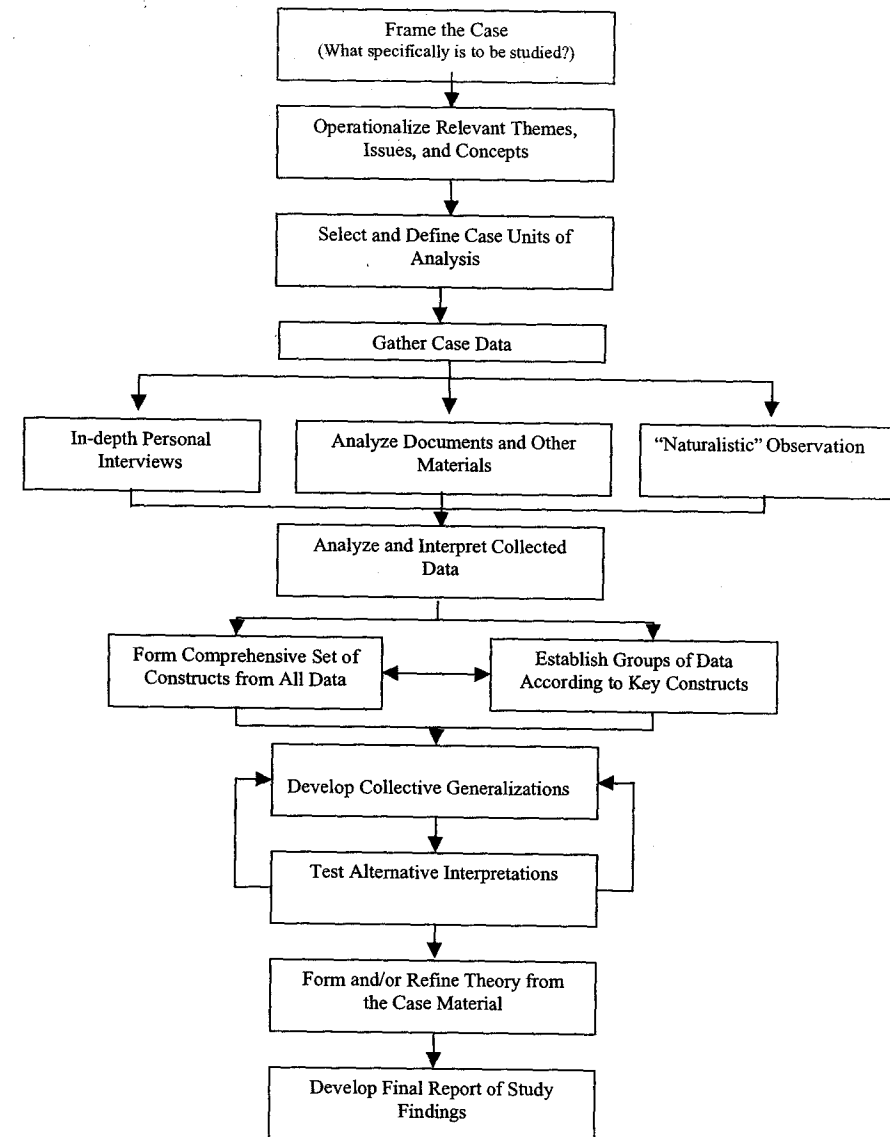 Frame the Case
(What specifically is to be studied?)
Operationalize Relevant Themes,
Issues, and Concepts
Select and Define Case Units of
Analysis
Gather Case Data
In-depth Personal
Interviews
Analyze Documents and Other
Materials
“Naturalistic” Observation
Analyze and Interpret Collected
Data
Form Comprehensive Set of
Constructs from All Data
Establish Groups of Data
According to Key Constructs
Develop Collective Generalizations
Test Alternative Interpretations
Form and/or Refine Theory from
the Case Material
Develop Final Report of Study
Findings